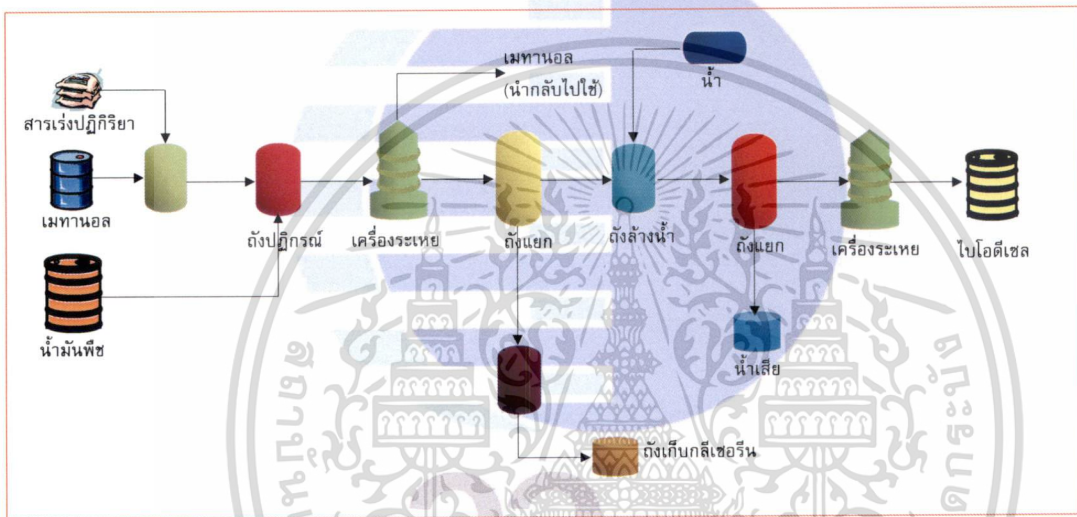 เมทานอล
(นำกลับไปใช้)
น้ำ
สารเร่งปฏิกิริยา
เมทานอล
ถังปฏิกรณ์
เครื่องระเหย
ถังแยก
ถังล้างน้ำ
ถังแยก
เครื่องระเหย
ไบโอดีเซล
น้ำมันพืช
น้ำเสีย
ถังเก็บกลีเซอรีน